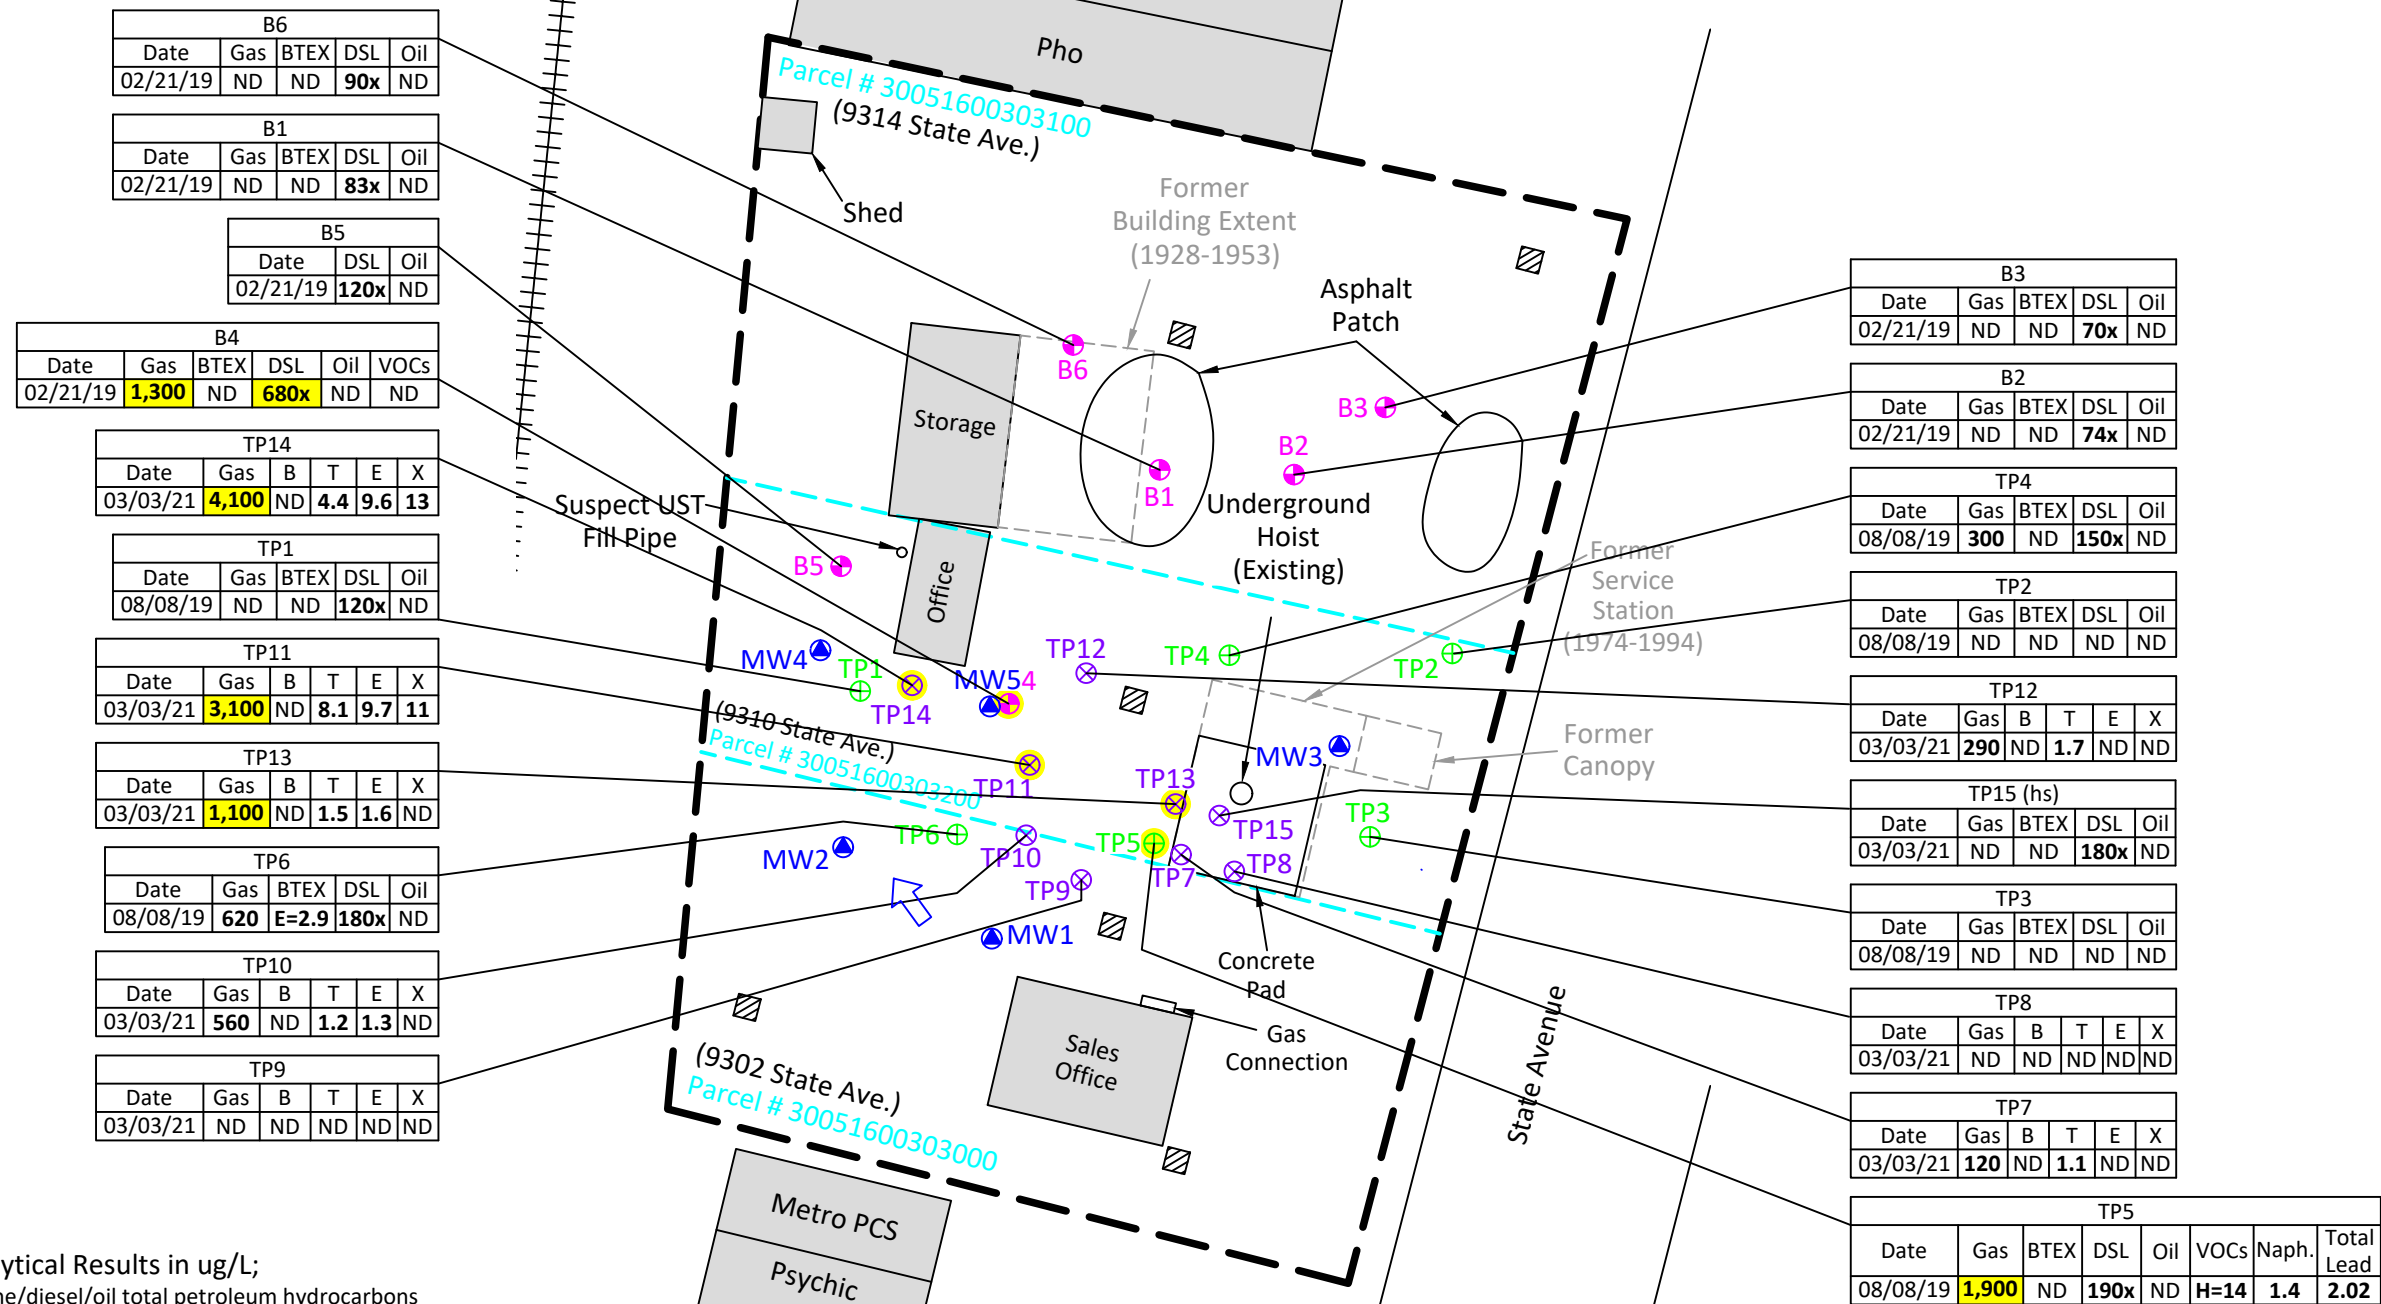 B6
Date Gas BTEX DSL Oil
02/21/19 ND ND 90x ND
B1
Date Gas BTEX DSL Oil
02/21/19 ND ND 83x ND
B5
Date DSL Oil
02/21/19 120x ND
B4
Date Gas BTEX DSL Oil VOCs
02/21/19 1,300 ND 680x ND ND
TP14
Date Gas B T E X
03/03/21 4,100 ND 4.4 9.6 13
TP1
Date Gas BTEX DSL Oil
08/08/19 ND ND 120x ND
TP11
Date Gas B T E X
03/03/21 3,100 ND 8.1 9.7 11
TP13
Date Gas B T E X
03/03/21 1,100 ND 1.5 1.6 ND
TP6
Date Gas BTEX DSL Oil
08/08/19 620 E=2.9 180x ND
TP10
Date Gas B T E X
03/03/21 560 ND 1.2 1.3 ND
TP9
Date Gas B T E X
03/03/21 ND ND ND ND ND
ytical Results in ug/L;
ne/diesel/oil total petroleum hydrocarbons
Pho
Parcel # 30051600303100
(9314 State Ave.)
Shed
Former
Building Extent
(1928-1953)
Asphalt
Patch
B6
B3
B2
B1
Storage
Suspect UST
Fill Pipe
Underground
Hoist
(Existing)
B5
Office
Former
Service
Station
(1974-1994)
MW4
TP1
TP14
MW5
4
TP12
TP4
TP2
(9310 State Ave.)
Parcel # 30051600303200
TP11
TP13
MW3
Former
Canopy
TP15
TP3
TP6
TP10
TP5
TP7
TP8
MW2
TP9
MW1
Concrete
Pad
Gas
Connection
Sales
Office
State Avenue
(9302 State Ave.)
Parcel # 30051600303000
Metro PCS
Psychic
B3
Date Gas BTEX DSL Oil
02/21/19 ND ND 70x ND
B2
Date Gas BTEX DSL Oil
02/21/19 ND ND 74x ND
TP4
Date Gas BTEX DSL Oil
08/08/19 300 ND 150x ND
TP2
Date Gas BTEX DSL Oil
08/08/19 ND ND ND ND
TP12
Date Gas B T E X
03/03/21 290 ND 1.7 ND ND
TP15 (hs)
Date Gas BTEX DSL Oil
03/03/21 ND ND 180x ND
TP3
Date Gas BTEX DSL Oil
08/08/19 ND ND ND ND
TP8
Date Gas B T E X
03/03/21 ND ND ND ND ND
TP7
Date Gas B T E X
03/03/21 120 ND 1.1 ND ND
TP5
Date Gas BTEX DSL Oil VOCs Naph. Total Lead
08/08/19 1,900 ND 190x ND H=14 1.4 2.02